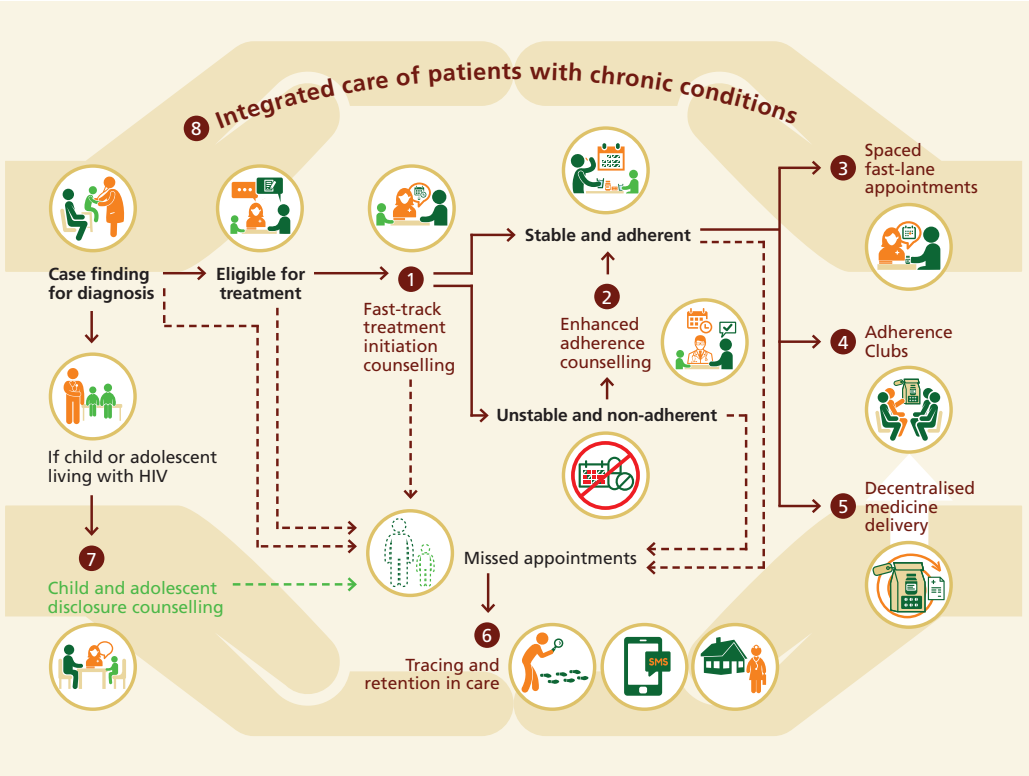 8 Integrated care of patients with chronic conditions
Case finding
for diagnosis
Eligible for
treatment
1
Fast-track
treatment
initiation
counselling
Stable and adherent
2
Enhanced
adherence
counselling
Unstable and non-adherent
3 Spaced
fast-lane
appointments
4 Adherence
Clubs
5 Decentralised
medicine
delivery
If child or adolescent
living with HIV
7
Child and adolescent
disclosure counselling
Missed appointments
6
Tracing and
retention in care
SMS